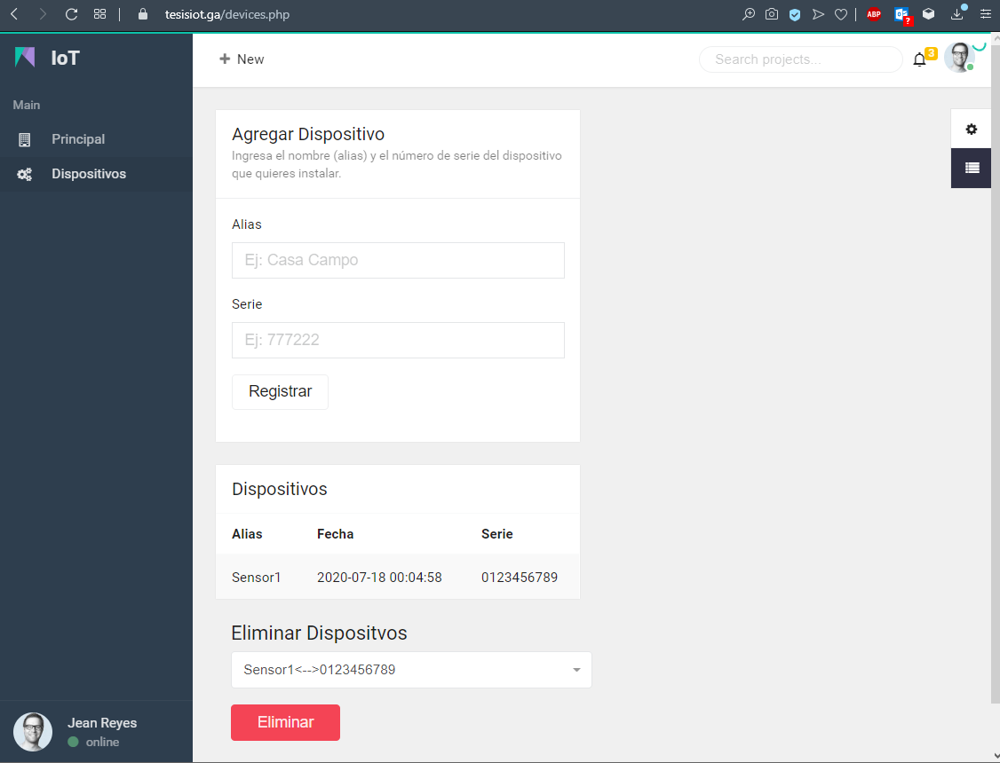 tesisiot.ga/devices.php
ABP
?
IoT
+ New
Search projects...
3
Main
Principal
Dispositivos
Agregar Dispositivo
Ingresa el nombre (alias) y el número de serie del dispositivo
que quieres instalar.
Alias
Ej: Casa Campo
Serie
Ej: 777222
Registrar
Dispositivos
Alias Fecha Serie
Sensor1 2020-07-18 00:04:58 0123456789
Eliminar Dispositvos
Sensor1<-->0123456789
Eliminar
Jean Reyes
online